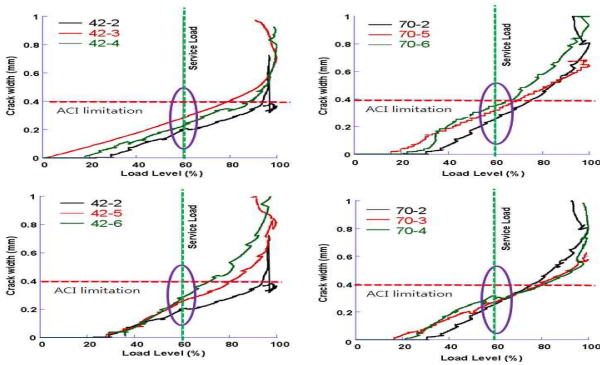 42-2
42-3
42-4
Service Load
ACI limitation
Crack width (mm)
1
0.8
0.6
0.4
0.2
0
0 20 40 60 80 100
Load Level (%)
70-2
70-5
70-6
Service Load
ACI limitation
Crack width (mm)
1
0.8
0.6
0.4
0.2
0
0 20 40 60 80 100
Load Level (%)
42-2
42-5
42-6
Service Load
ACI limitation
Crack width (mm)
1
0.8
0.6
0.4
0.2
0
0 20 40 60 80 100
Load Level (%)
70-2
70-3
70-4
Service Load
ACI limitation
Crack width (mm)
1
0.8
0.6
0.4
0.2
0
0 20 40 60 80 100
Load Level (%)